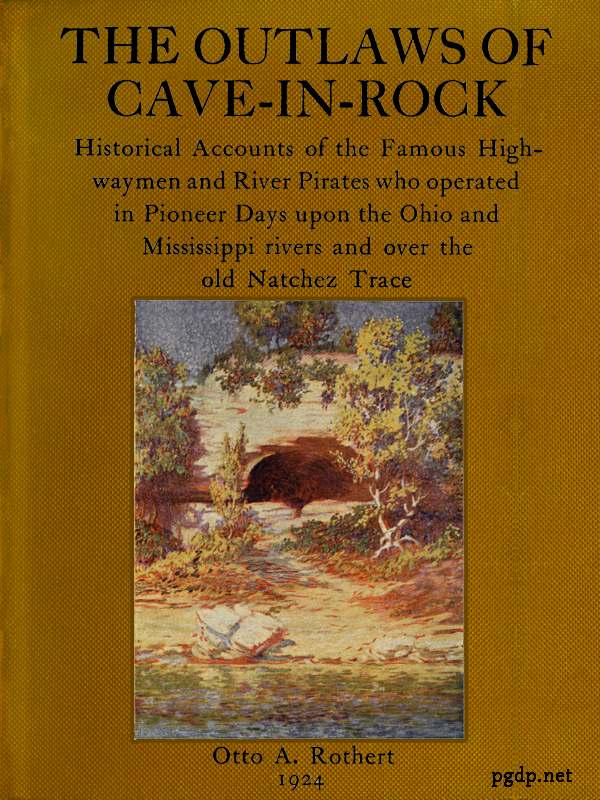 THE OUTLAWS OF
CAVE-IN-ROCK
Historical Accounts of the Famous High-
waymen and River Pirates who operated
in Pioneer Days upon the Ohio and
Mississippi rivers and over the
old Natchez Trace
Otto A. Rothert
1924
pgdp.net